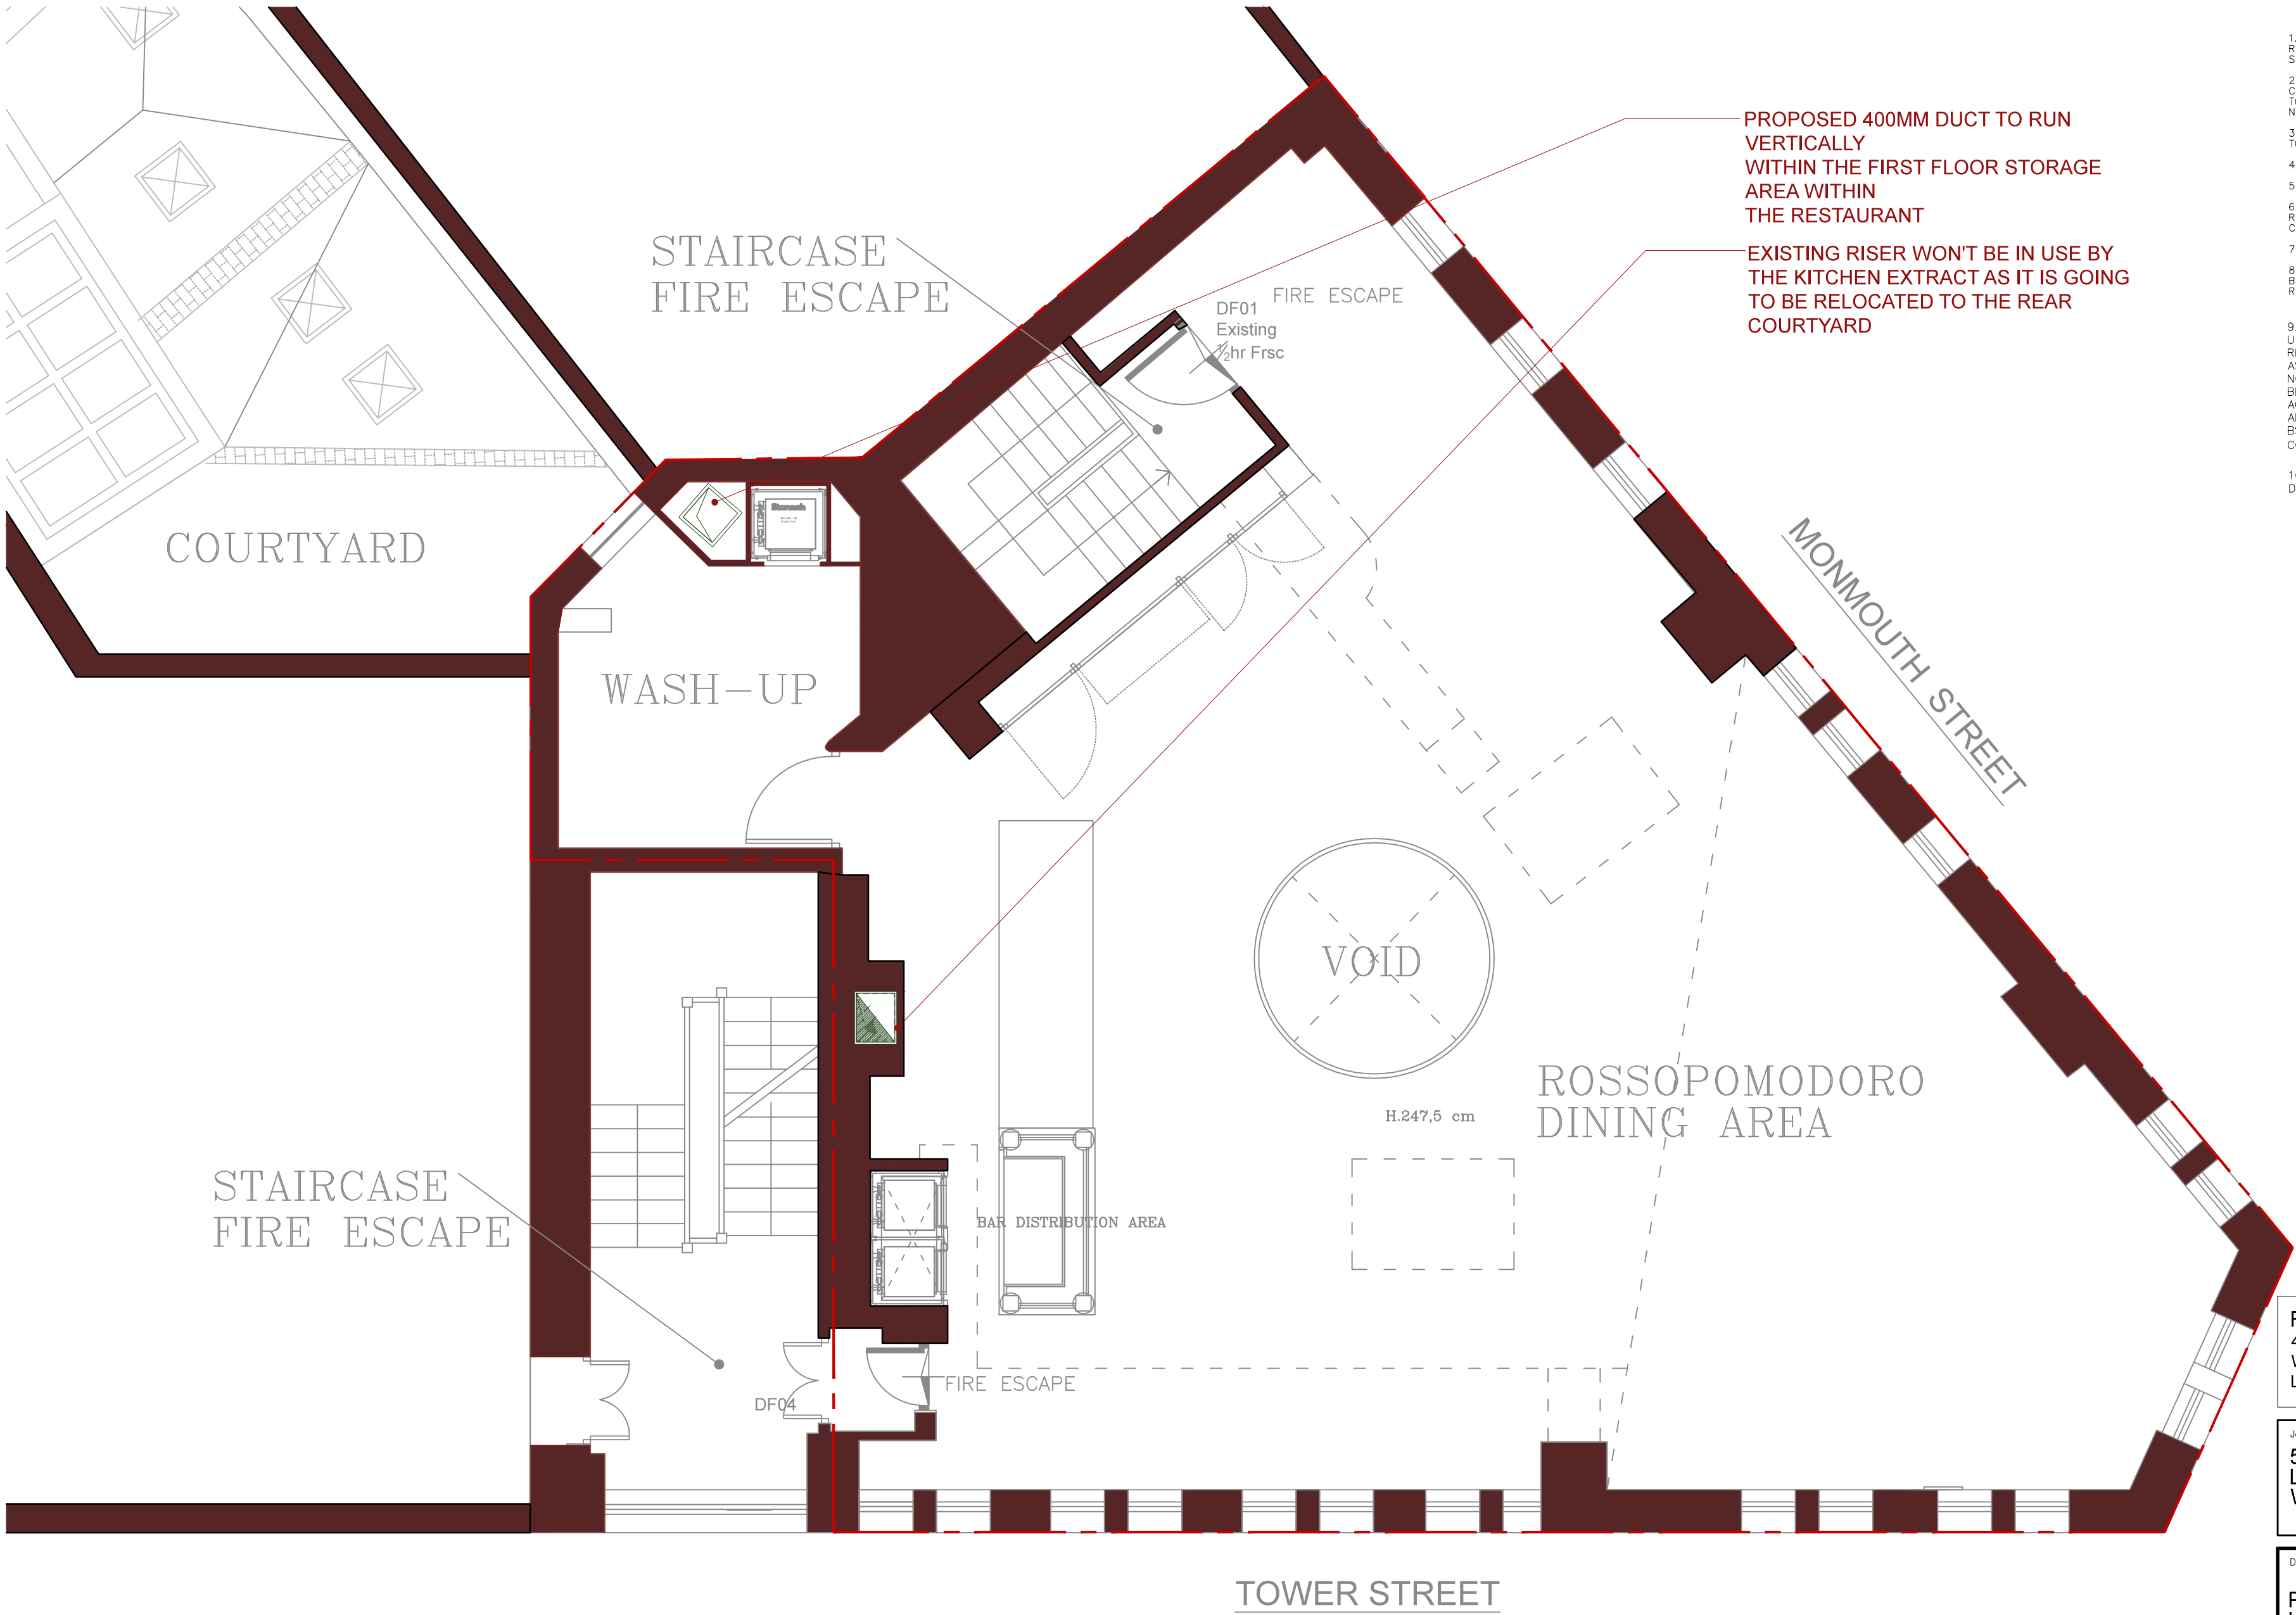 PROPOSED 400MM DUCT TO RUN
VERTICALLY
WITHIN THE FIRST FLOOR STORAGE
AREA WITHIN
THE RESTAURANT
EXISTING RISER WON'T BE IN USE BY
THE KITCHEN EXTRACT AS IT IS GOING
TO BE RELOCATED TO THE REAR
COURTYARD
STAIRCASE
FIRE ESCAPE
FIRE ESCAPE
DF01
Existing
½hr Frsc
Stannah
COURTYARD
MONMOUTH STREET
WASH-UP
VOID
ROSSOPOMODORO
DINING AREA
H.247,5 cm
STAIRCASE
FIRE ESCAPE
BAR DISTRIBUTION AREA
FIRE ESCAPE
DF04
TOWER STREET